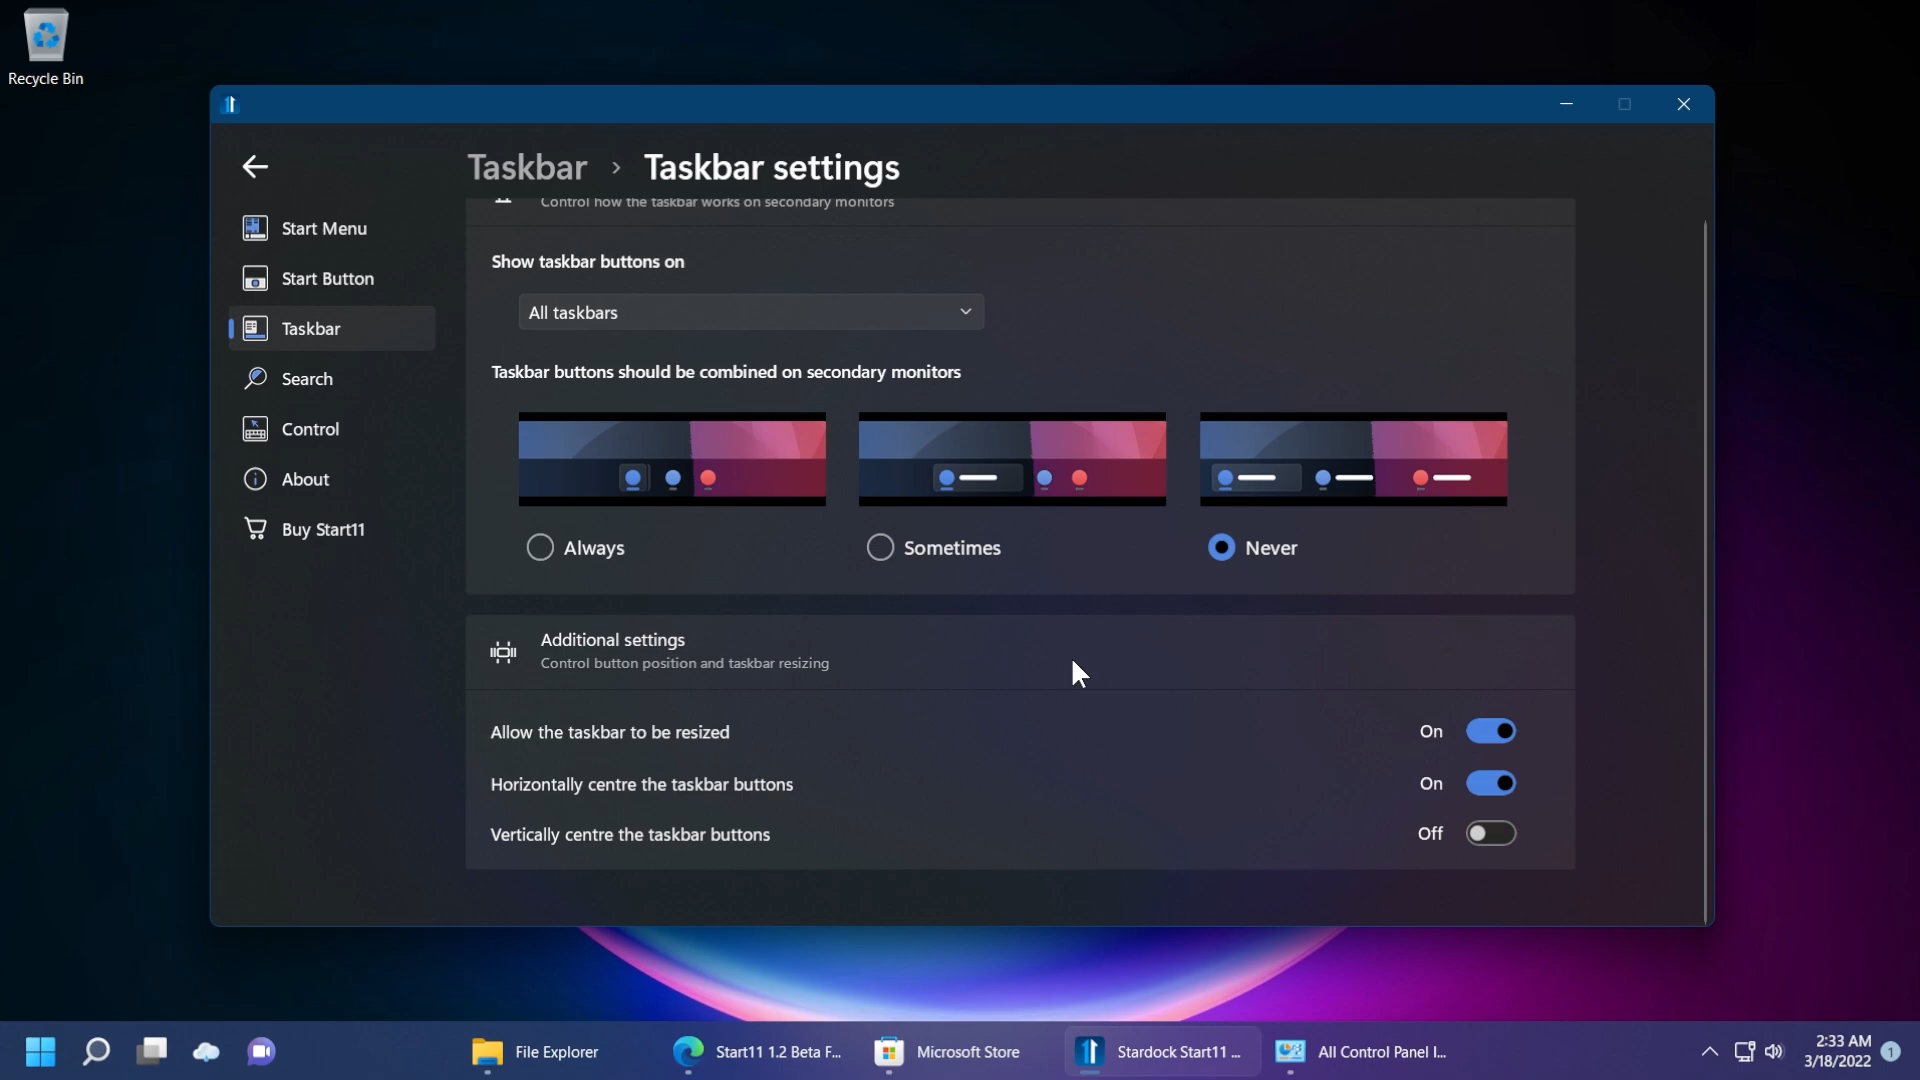 Recycle Bin
Taskbar › Taskbar settings
Start Menu
Start Button
Taskbar
Search
Control
About
Buy Start11
Control how the taskbar works on secondary monitors
Show taskbar buttons on
All taskbars
Taskbar buttons should be combined on secondary monitors
Always
Sometimes
Never
Additional settings
Control button position and taskbar resizing
Allow the taskbar to be resized On
Horizontally centre the taskbar buttons On
Vertically centre the taskbar buttons Off
File Explorer
Start11 1.2 Beta F...
Microsoft Store
Stardock Start11 ...
All Control Panel I...
2:33 AM
3/18/2022
1